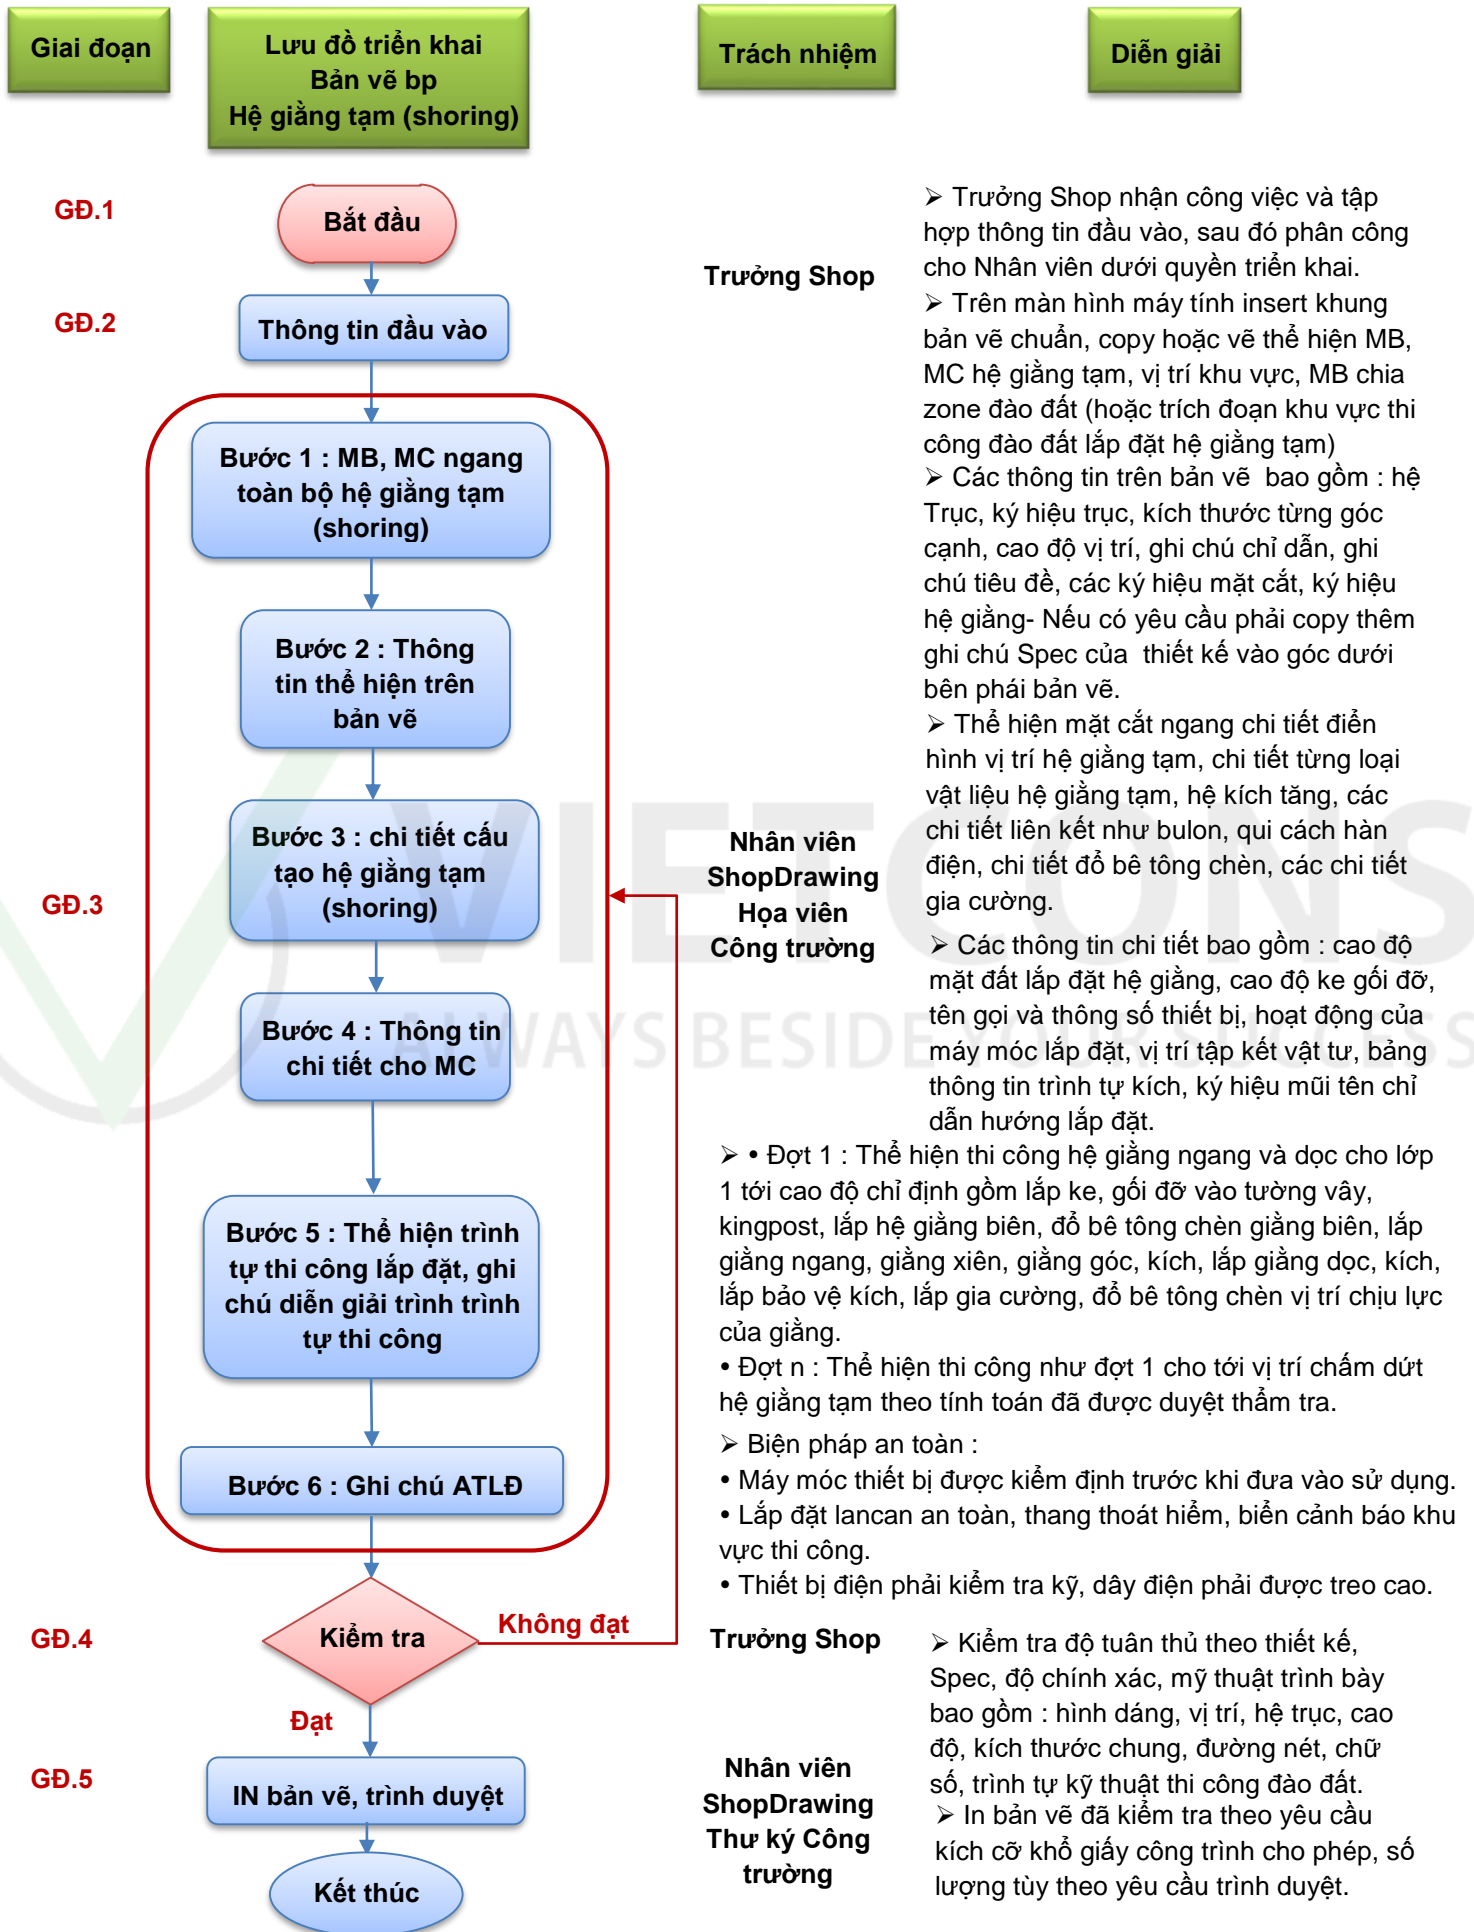 Giai đoạn
Lưu đồ triển khai
Bản vẽ bp
Hệ giằng tạm (shoring)
Trách nhiệm
Diễn giải
GĐ.1
Bắt đầu
GĐ.2
Thông tin đầu vào
Trưởng Shop
➢ Trưởng Shop nhận công việc và tập
hợp thông tin đầu vào, sau đó phân công
cho Nhân viên dưới quyền triển khai.
➢ Trên màn hình máy tính insert khung
bản vẽ chuẩn, copy hoặc vẽ thể hiện MB,
MC hệ giằng tạm, vị trí khu vực, MB chia
zone đào đất (hoặc trích đoạn khu vực thi
công đào đất lắp đặt hệ giằng tạm)
➢ Các thông tin trên bản vẽ bao gồm : hệ
Trục, ký hiệu trục, kích thước từng góc
cạnh, cao độ vị trí, ghi chú chỉ dẫn, ghi
chú tiêu đề, các ký hiệu mặt cắt, ký hiệu
hệ giằng- Nếu có yêu cầu phải copy thêm
ghi chú Spec của thiết kế vào góc dưới
bên phái bản vẽ.
➢ Thể hiện mặt cắt ngang chi tiết điển
hình vị trí hệ giằng tạm, chi tiết từng loại
vật liệu hệ giằng tạm, hệ kích tăng, các
chi tiết liên kết như bulon, qui cách hàn
điện, chi tiết đổ bê tông chèn, các chi tiết
gia cường.
➢ Các thông tin chi tiết bao gồm : cao độ
mặt đất lắp đặt hệ giằng, cao độ ke gối đỡ,
tên gọi và thông số thiết bị, hoạt động của
máy móc lắp đặt, vị trí tập kết vật tư, bảng
thông tin trình tự kích, ký hiệu mũi tên chỉ
dẫn hướng lắp đặt.
GĐ.3
Bước 1 : MB, MC ngang
toàn bộ hệ giằng tạm
(shoring)
Bước 2 : Thông
tin thể hiện trên
bản vẽ
Bước 3 : chi tiết cấu
tạo hệ giằng tạm
(shoring)
Bước 4 : Thông tin
chi tiết cho MC
Bước 5 : Thể hiện trình
tự thi công lắp đặt, ghi
chú diễn giải trình trình
tự thi công
Bước 6 : Ghi chú ATLĐ
Nhân viên
ShopDrawing
Họa viên
Công trường
VIETCONS
ALWAYS BESIDE YOUR SUCCESS
➢ • Đợt 1 : Thể hiện thi công hệ giằng ngang và dọc cho lớp
1 tới cao độ chỉ định gồm lắp ke, gối đỡ vào tường vây,
kingpost, lắp hệ giằng biên, đổ bê tông chèn giằng biên, lắp
giằng ngang, giằng xiên, giằng góc, kích, lắp giằng dọc, kích,
lắp bảo vệ kích, lắp gia cường, đổ bê tông chèn vị trí chịu lực
của giằng.
• Đợt n : Thể hiện thi công như đợt 1 cho tới vị trí chấm dứt
hệ giằng tạm theo tính toán đã được duyệt thẩm tra.
➢ Biện pháp an toàn :
• Máy móc thiết bị được kiểm định trước khi đưa vào sử dụng.
• Lắp đặt lancan an toàn, thang thoát hiểm, biển cảnh báo khu
vực thi công.
• Thiết bị điện phải kiểm tra kỹ, dây điện phải được treo cao.
GĐ.4
Kiểm tra
Không đạt
Đạt
Trưởng Shop
➢ Kiểm tra độ tuân thủ theo thiết kế,
Spec, độ chính xác, mỹ thuật trình bày
bao gồm : hình dáng, vị trí, hệ trục, cao
độ, kích thước chung, đường nét, chữ
số, trình tự kỹ thuật thi công đào đất.
GĐ.5
IN bản vẽ, trình duyệt
Kết thúc
Nhân viên
ShopDrawing
Thư ký Công
trường
➢ In bản vẽ đã kiểm tra theo yêu cầu
kích cỡ khổ giấy công trình cho phép, số
lượng tùy theo yêu cầu trình duyệt.